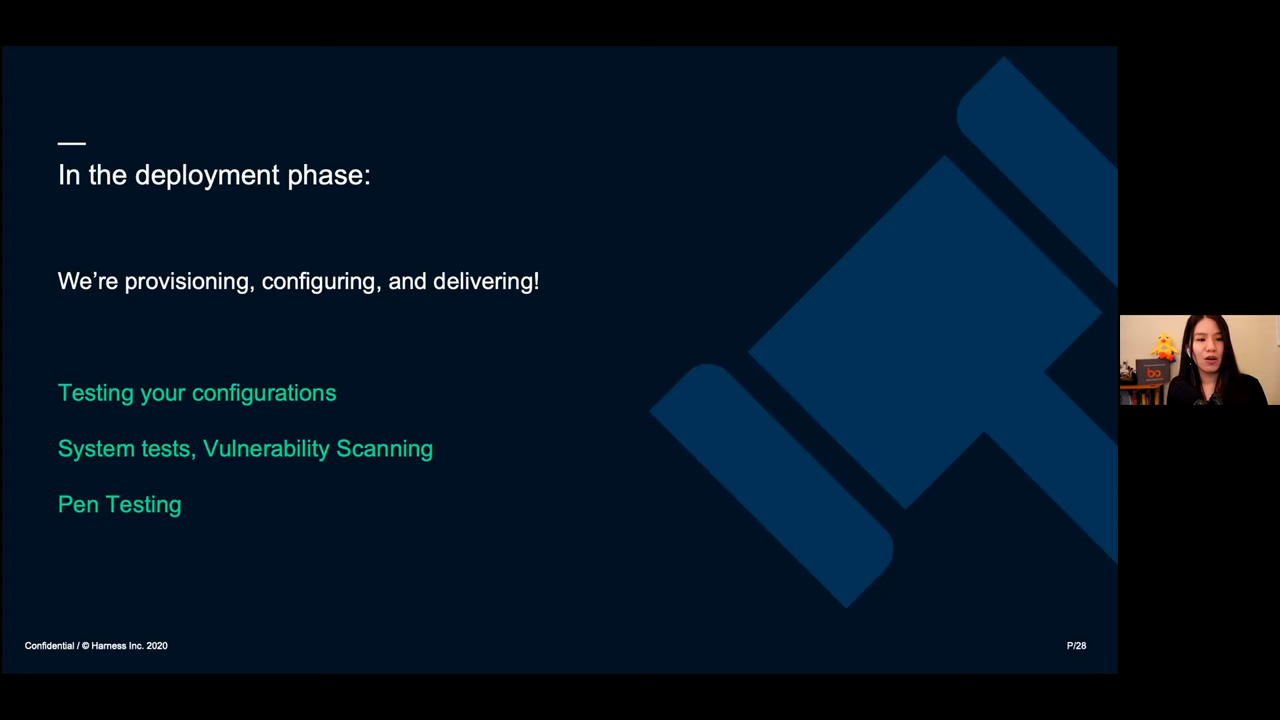 In the deployment phase:
We’re provisioning, configuring, and delivering!
Testing your configurations
System tests, Vulnerability Scanning
Pen Testing
Confidential / © Harness Inc. 2020
P/28